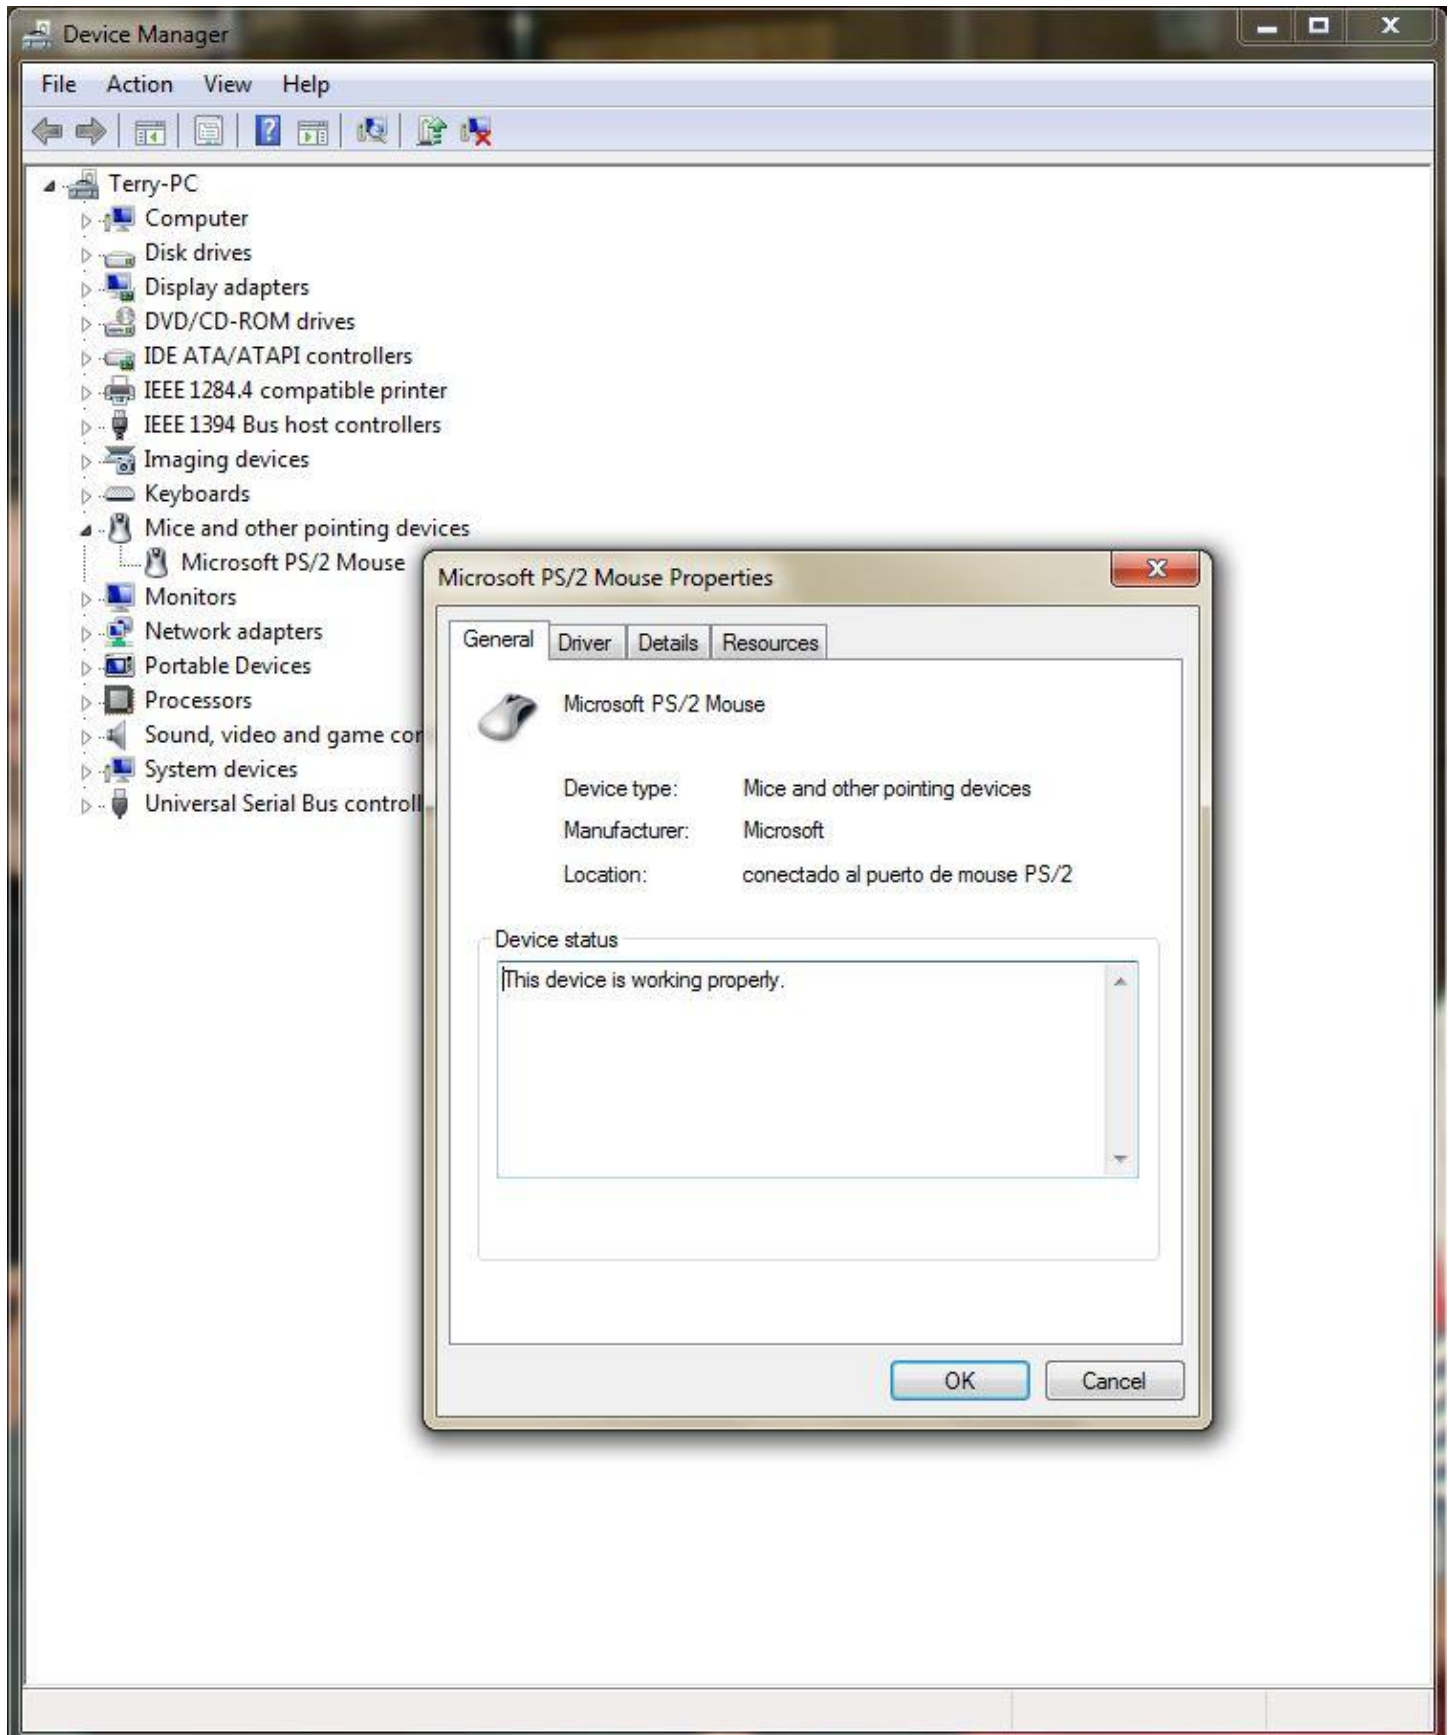 Device Manager
File Action View Help
Terry-PC
Computer
Disk drives
Display adapters
DVD/CD-ROM drives
IDE ATA/ATAPI controllers
IEEE 1284.4 compatible printer
IEEE 1394 Bus host controllers
Imaging devices
Keyboards
Mice and other pointing devices
Microsoft PS/2 Mouse
Monitors
Network adapters
Portable Devices
Processors
Sound, video and game con
System devices
Universal Serial Bus controll
Microsoft PS/2 Mouse Properties
General Driver Details Resources
Microsoft PS/2 Mouse
Device type: Mice and other pointing devices
Manufacturer: Microsoft
Location: conectado al puerto de mouse PS/2
Device status
This device is working properly.
OK Cancel